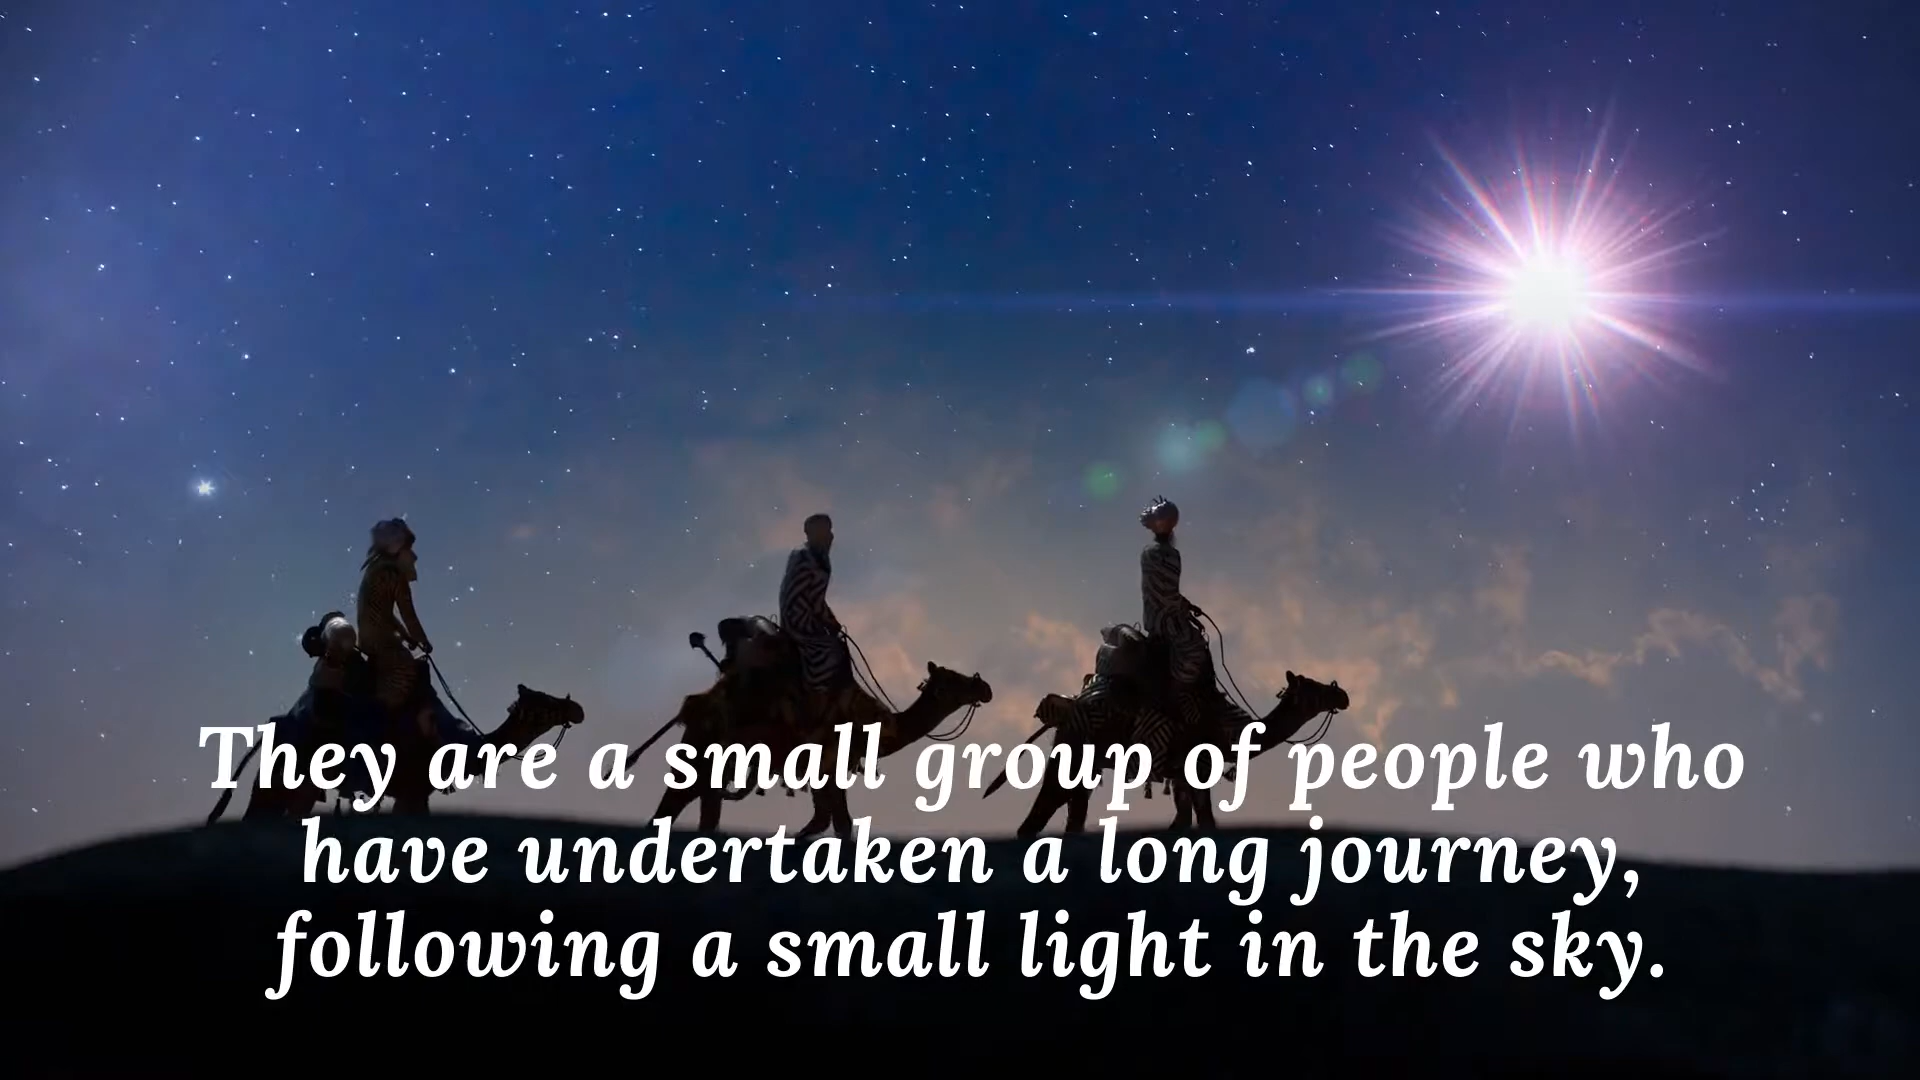 They are a small group of people who
have undertaken a long journey,
following a small light in the sky.